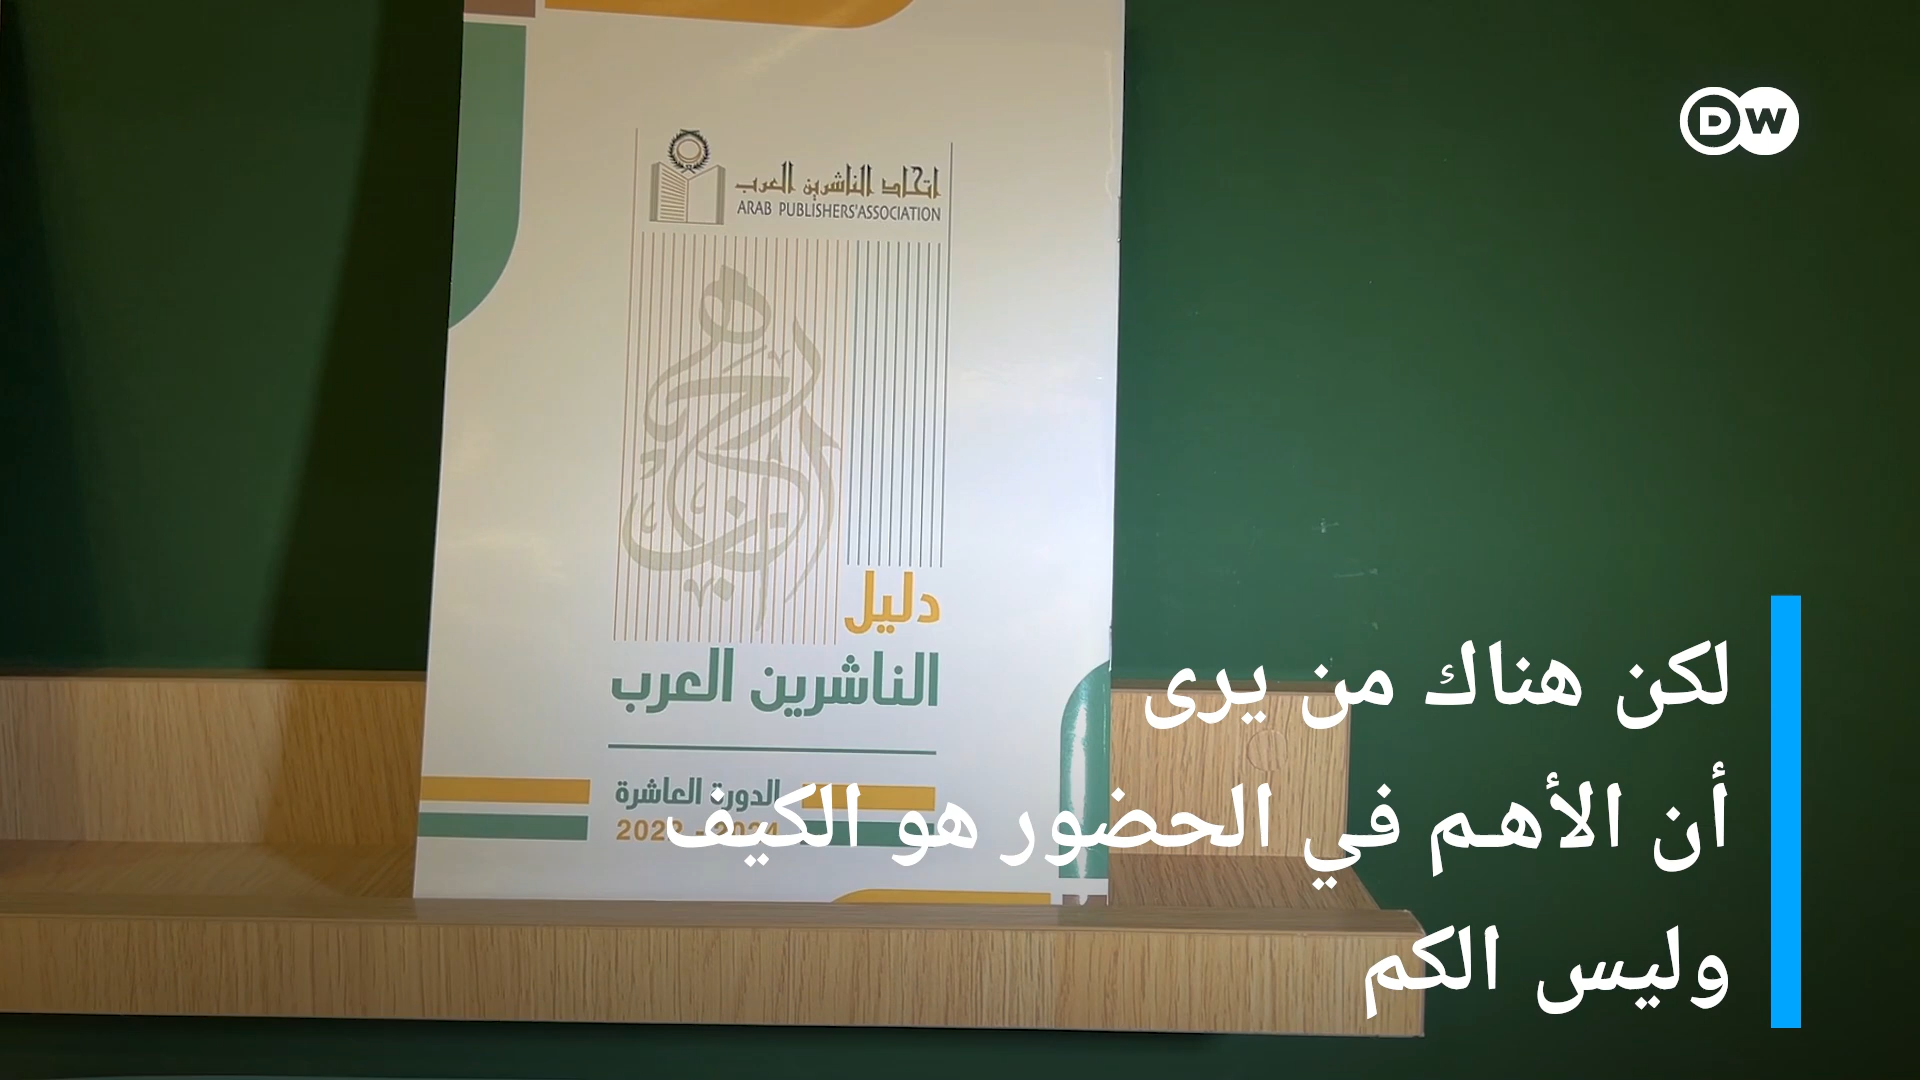 DW
اتحاد الناشرين العرب
ARAB PUBLISHERS'ASSOCIATION
دليل
الناشرين العرب
الدورة العاشرة
لكن هناك من يرى
أن الأهم في الحضور هو الكيف
وليس الكم